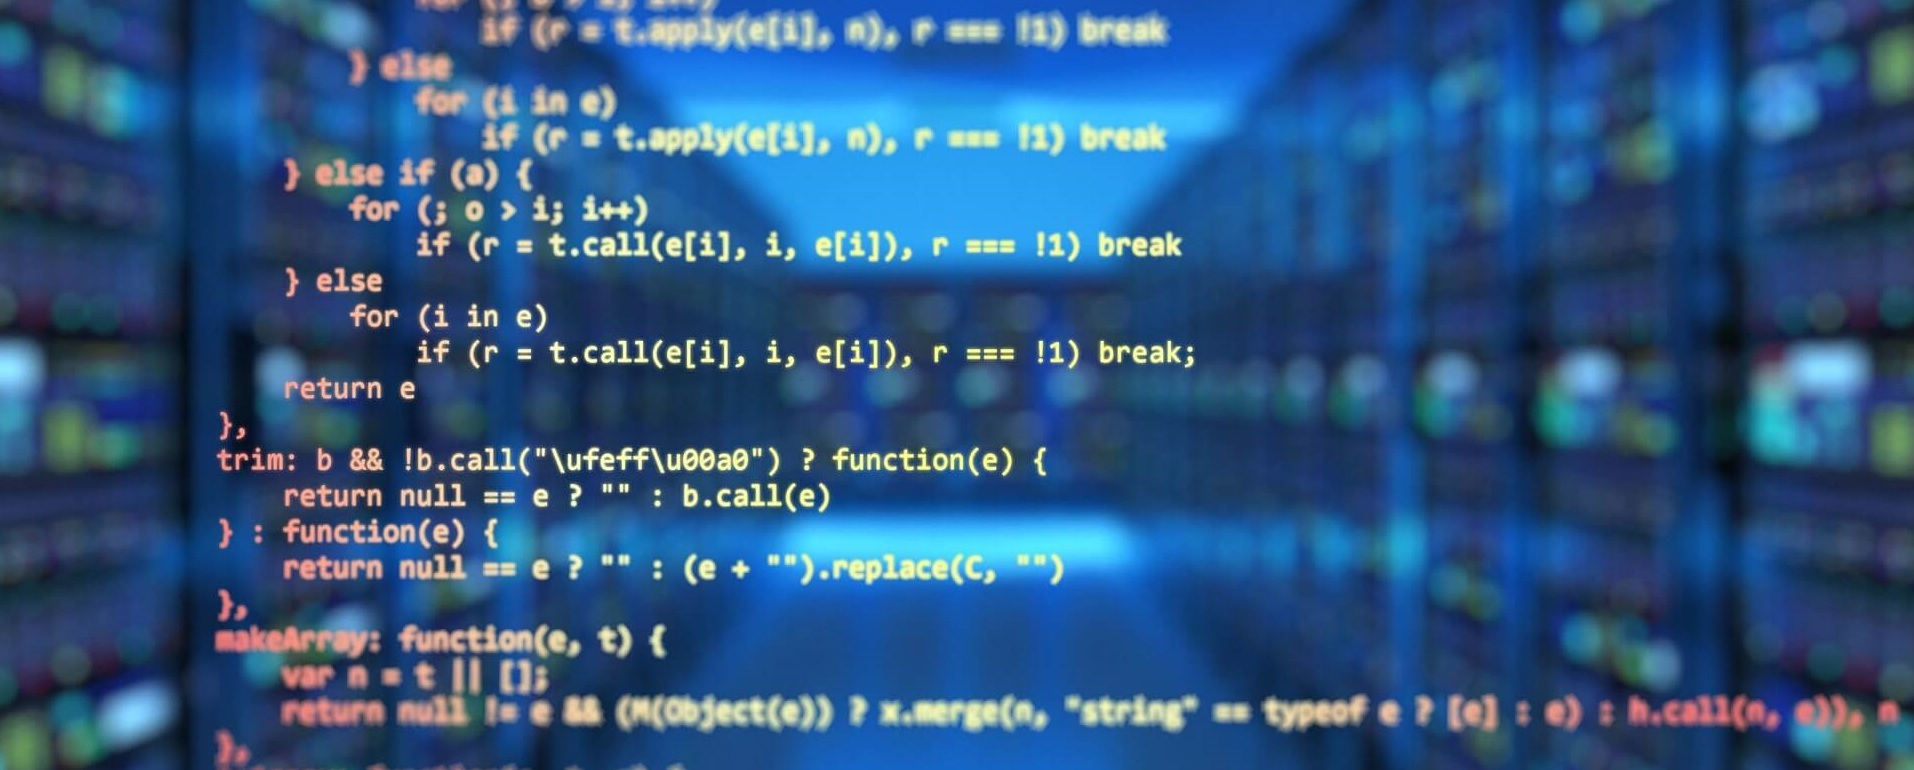 if (r = t.apply(e[i], n), r === !1) break
} else
for (i in e)
if (r = t.apply(e[i], n), r === !1) break
} else if (a) {
for (; o > i; i++)
if (r = t.call(e[i], i, e[i]), r === !1) break
} else
for (i in e)
if (r = t.call(e[i], i, e[i]), r === !1) break;
return e
},
trim: b && !b.call("\ufeff\u00a0") ? function(e) {
return null == e ? "" : b.call(e)
} : function(e) {
return null == e ? "" : (e + "").replace(C, "")
},
makeArray: function(e, t) {
var n = t || [];
return null != e && (M(Object(e)) ? x.merge(n, "string" == typeof e ? [e] : e) : h.call(n, e)), n
},